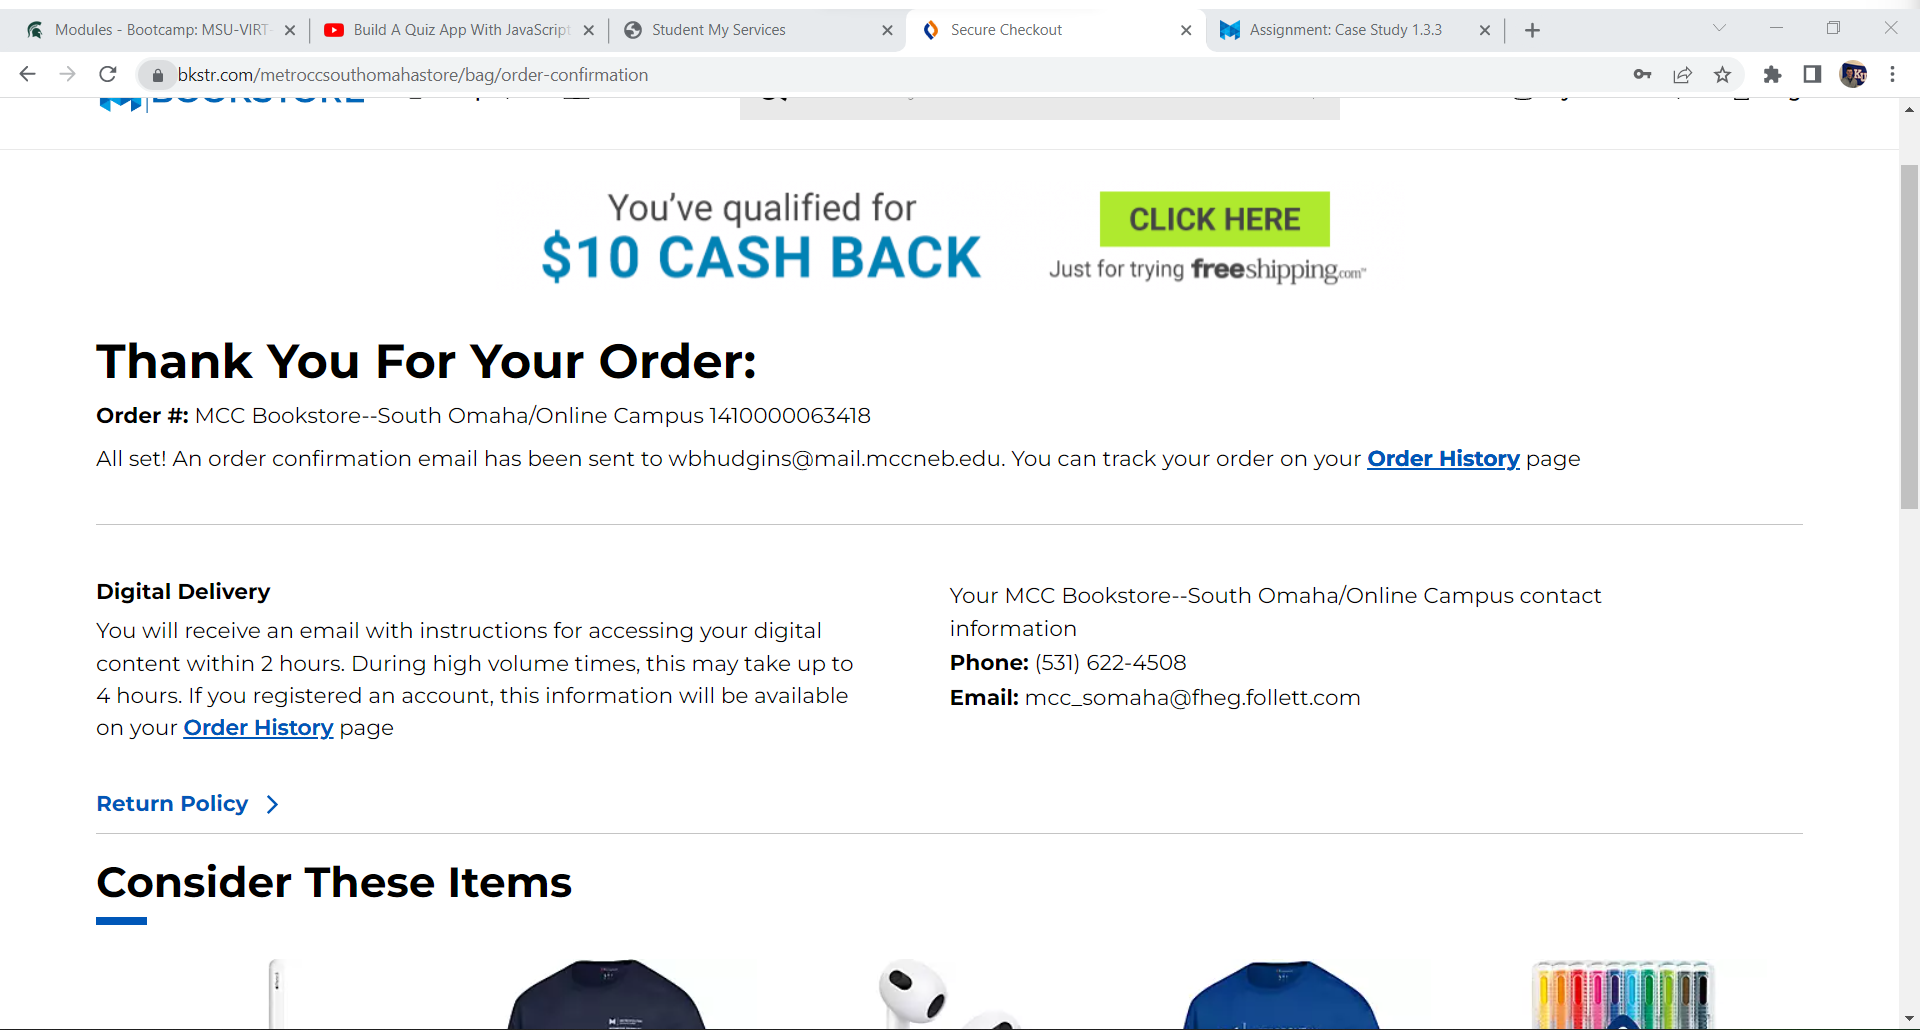 Modules - Bootcamp: MSU-VIRT-
Build A Quiz App With JavaScript
Student My Services
Secure Checkout
Assignment: Case Study 1.3.3
bkstr.com/metroccsouthomahastore/bag/order-confirmation
BOOKSTORE
You've qualified for
$10 CASH BACK
CLICK HERE
Just for trying freeshipping.com™
Thank You For Your Order:
Order #: MCC Bookstore--South Omaha/Online Campus 1410000063418
All set! An order confirmation email has been sent to wbhudgins@mail.mccneb.edu. You can track your order on your Order History page
Digital Delivery
You will receive an email with instructions for accessing your digital
content within 2 hours. During high volume times, this may take up to
4 hours. If you registered an account, this information will be available
on your Order History page
Your MCC Bookstore--South Omaha/Online Campus contact
information
Phone: (531) 622-4508
Email: mcc_somaha@fheg.follett.com
Return Policy
Consider These Items